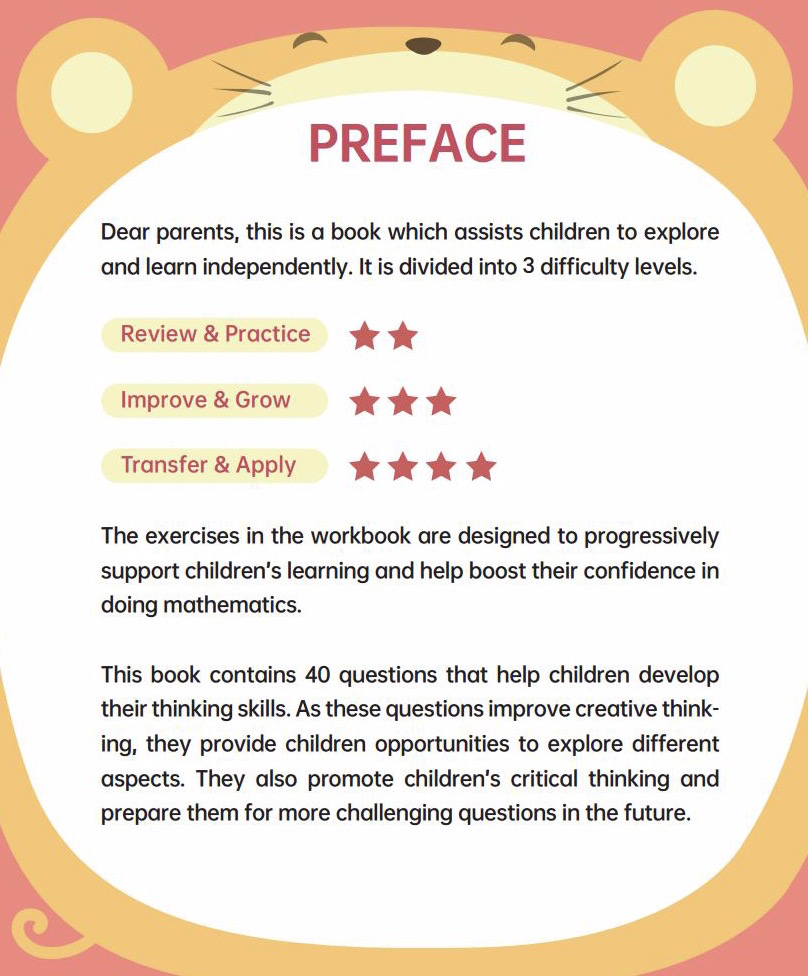 PREFACE
Dear parents, this is a book which assists children to explore
and learn independently. It is divided into 3 difficulty levels.
Review & Practice
Improve & Grow
Transfer & Apply
The exercises in the workbook are designed to progressively
support children's learning and help boost their confidence in
doing mathematics.
This book contains 40 questions that help children develop
their thinking skills. As these questions improve creative think-
ing, they provide children opportunities to explore different
aspects. They also promote children's critical thinking and
prepare them for more challenging questions in the future.